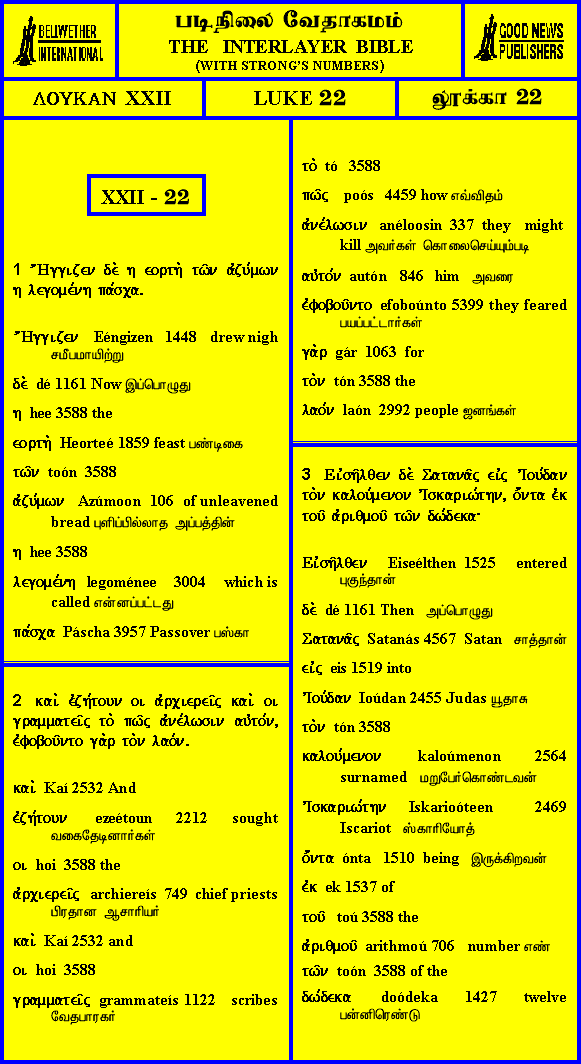 BELLWETHER
INTERNATIONAL
படிநிலை வேதாகமம்
THE INTERLAYER BIBLE
(WITH STRONG'S NUMBERS)
GOOD NEWS
PUBLISHERS
ΛΟΥΚΑΝ XXII
LUKE 22
லூக்கா 22
XXII - 22
1 Ἤγγιζεν δὲ η εορτὴ τῶν ἀζύμων
η λεγομένη πάσχα.
Ἤγγιζεν Eéngizen 1448 drew nigh
சமீபமாயிற்று
δὲ dé 1161 Now இப்பொழுது
η hee 3588 the
εορτὴ Heorteé 1859 feast பண்டிகை
τῶν toón 3588
ἀζύμων Azúmoon 106 of unleavened
bread புளிப்பில்லாத அப்பத்தின்
η hee 3588
λεγομένη legoménee 3004 which is
called என்னப்பட்டது
πάσχα Páscha 3957 Passover பஸ்கா
2 καὶ ἐζήτουν οι ἀρχιερεῖς καὶ οι
γραμματεῖς τὸ πῶς ἀνέλωσιν αὐτόν,
ἐφοβοῦντο γὰρ τὸν λαόν.
καὶ Kaí 2532 And
ἐζήτουν ezeétoun 2212 sought
வகைதேடினார்கள்
οι hoi 3588 the
ἀρχιερεῖς archiereís 749 chief priests
பிரதான ஆசாரியர்
καὶ Kaí 2532 and
οι hoi 3588
γραμματεῖς grammateís 1122 scribes
வேதபாரகர்
τὸ tó 3588
πῶς poós 4459 how எவ்விதம்
ἀνέλωσιν anéloosin 337 they might
kill அவர்கள் கொலைசெய்யும்படி
αὐτόν autón 846 him அவரை
ἐφοβοῦντο efoboúnto 5399 they feared
பயப்பட்டார்கள்
γὰρ gár 1063 for
τὸν tón 3588 the
λαόν laón 2992 people ஜனங்கள்
3 Εἰσῆλθεν δὲ Σατανᾶς εἰς Ἰούδαν
τὸν καλούμενον Ἰσκαριώτην, ὄντα ἐκ
τοῦ ἀριθμοῦ τῶν δώδεκα·
Εἰσῆλθεν Eiseélthen 1525 entered
புகுந்தான்
δὲ dé 1161 Then அப்பொழுது
Σατανᾶς Satanás 4567 Satan சாத்தான்
εἰς eis 1519 into
Ἰούδαν Ioúdan 2455 Judas யூதாசு
τὸν tón 3588
καλούμενον kaloúmenon 2564
surnamed மறுபேர்கொண்டவன்
Ἰσκαριώτην Iskarioóteen 2469
Iscariot ஸ்காரியோத்
ὄντα ónta 1510 being இருக்கிறவன்
ἐκ ek 1537 of
τοῦ toú 3588 the
ἀριθμοῦ arithmoú 706 number எண்
τῶν toón 3588 of the
δώδεκα doódeka 1427 twelve
பன்னிரெண்டு